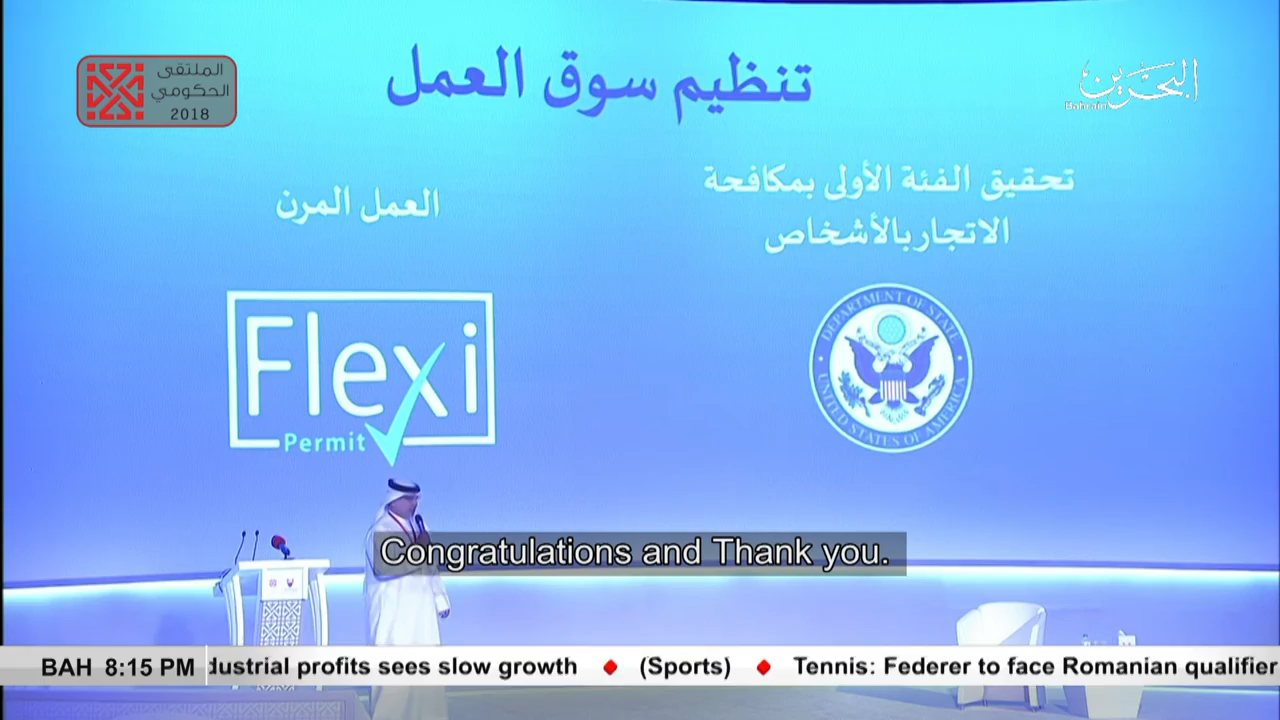 تنظيم سوق العمل
الملتقى
الحكومي
2018
البحرين
Bahrain
تحقيق الفئة الأولى بمكافحة
الاتجار بالأشخاص
العمل المرن
Flexi
Permit
DEPARTMENT OF STATE
UNITED STATES OF AMERICA
Congratulations and Thank you.
BAH 8:15 PM
dustrial profits sees slow growth (Sports) Tennis: Federer to face Romanian qualifier